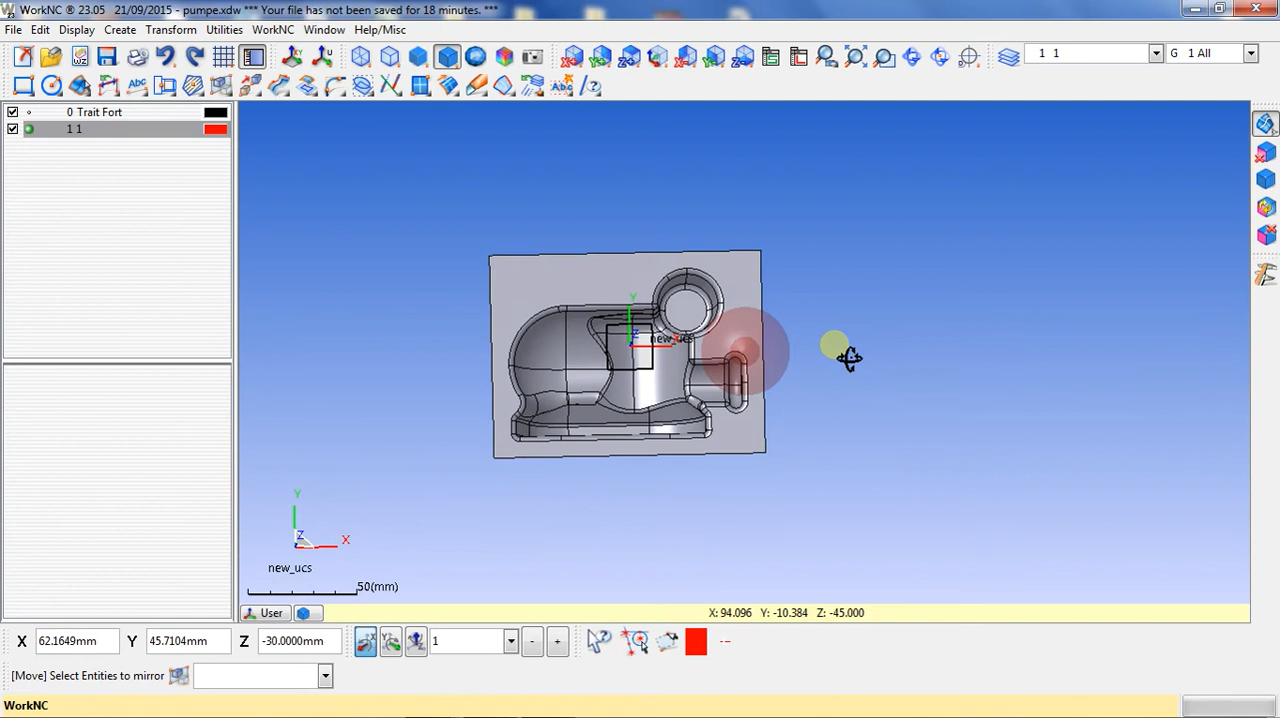 WorkNC ® 23.05 21/09/2015 - pumpe.xdw *** Your file has not been saved for 18 minutes. ***
File Edit Display Create Transform Utilities WorkNC Window Help/Misc
1 1
G 1 All
0 Trait Fort
1 1
Y
Z
new_ucs
Y
Z
X
new_ucs
50(mm)
User
X: 94.096 Y: -10.384 Z: -45.000
X 62.1649mm Y 45.7104mm Z -30.0000mm 1 - +
[Move] Select Entities to mirror
WorkNC